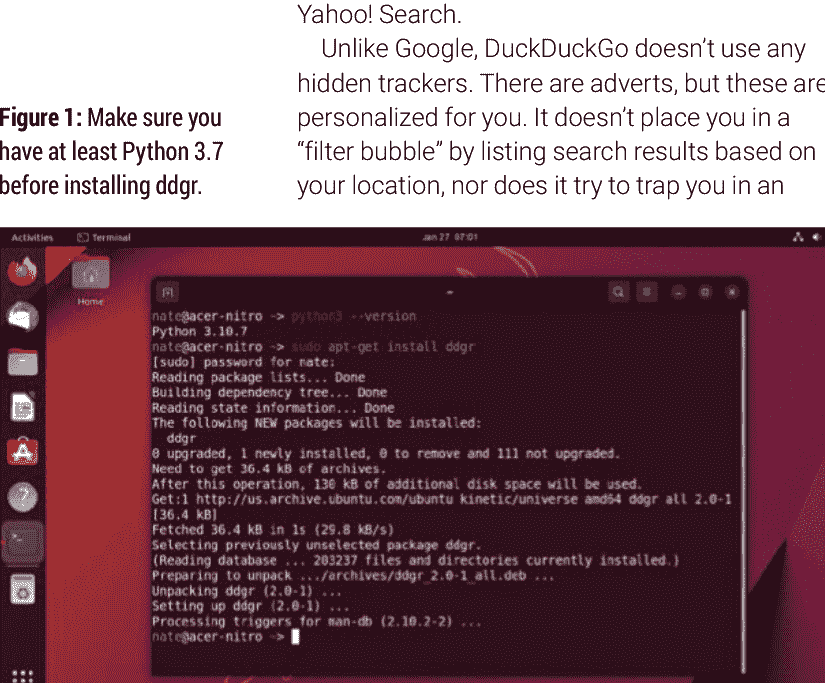 Yahoo! Search.
Unlike Google, DuckDuckGo doesn’t use any
hidden trackers. There are adverts, but these are
personalized for you. It doesn’t place you in a
“filter bubble” by listing search results based on
your location, nor does it try to trap you in an
Figure 1: Make sure you
have at least Python 3.7
before installing ddgr.
Activities Terminal Jan 27 07:01
Home
nate@acer-nitro ~> python3 --version
Python 3.10.7
nate@acer-nitro ~> sudo apt-get install ddgr
[sudo] password for nate:
Reading package lists... Done
Building dependency tree... Done
Reading state information... Done
The following NEW packages will be installed:
ddgr
0 upgraded, 1 newly installed, 0 to remove and 111 not upgraded.
Need to get 36.4 kB of archives.
After this operation, 130 kB of additional disk space will be used.
Get:1 http://us.archive.ubuntu.com/ubuntu kinetic/universe amd64 ddgr all 2.0-1
[36.4 kB]
Fetched 36.4 kB in 1s (29.8 kB/s)
Selecting previously unselected package ddgr.
(Reading database ... 203237 files and directories currently installed.)
Preparing to unpack .../archives/ddgr_2.0-1_all.deb ...
Unpacking ddgr (2.0-1) ...
Setting up ddgr (2.0-1) ...
Processing triggers for man-db (2.10.2-2) ...
nate@acer-nitro ~>